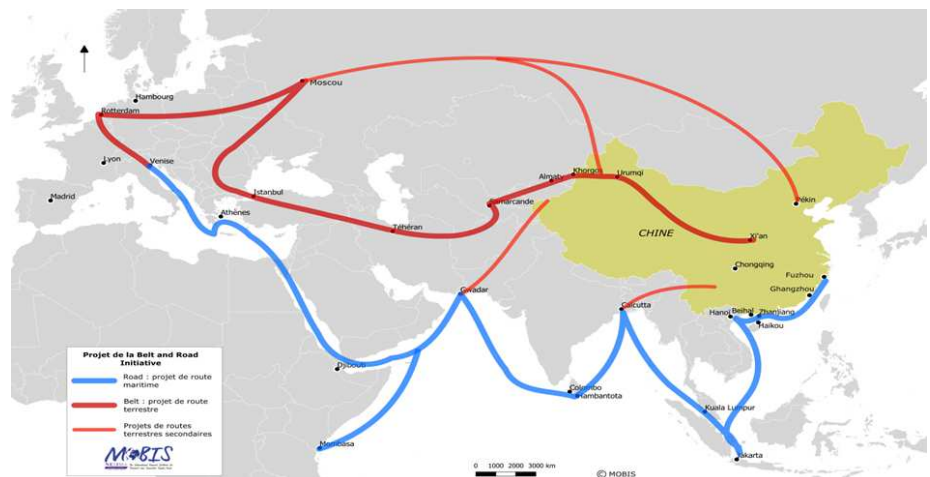 Moscou
Hambourg
Rotterdam
Lyon
Venise
Madrid
Istanbul
Athènes
Téhéran
Samarcande
Almaty
Khorgos
Urumqi
Pékin
CHINE
Xi'an
Chongqing
Fuzhou
Ghangzhou
Gwadar
Calcutta
Hanoï
Beihai
Zhanjiang
Haikou
Djibouti
Colombo
Hambantota
Kuala Lumpur
Mombasa
Jakarta
Projet de la Belt and Road
Initiative
Road : projet de route
maritime
Belt : projet de route
terrestre
Projets de routes
terrestres secondaires
MOBIS
0 1000 2000 3000 km
© MOBIS